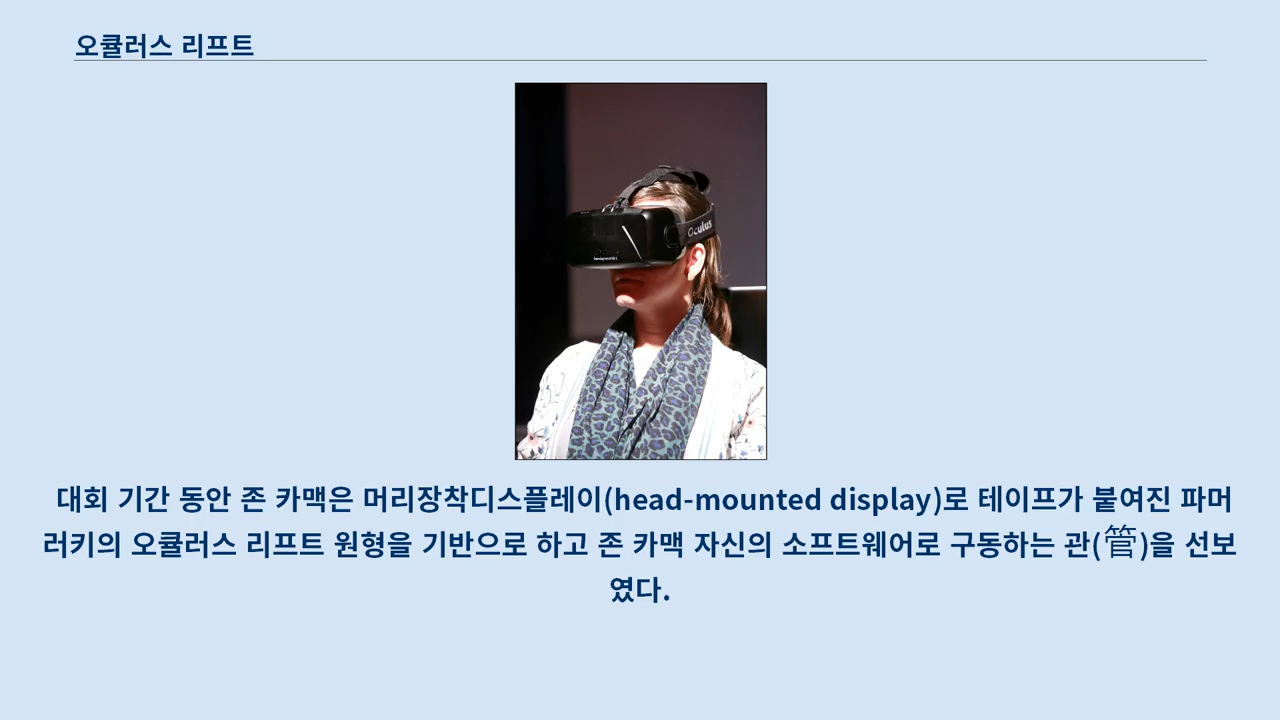 오큘러스 리프트
Oculus
대회 기간 동안 존 카맥은 머리장착디스플레이(head-mounted display)로 테이프가 붙여진 파머
러키의 오큘러스 리프트 원형을 기반으로 하고 존 카맥 자신의 소프트웨어로 구동하는 관(管)을 선보
였다.